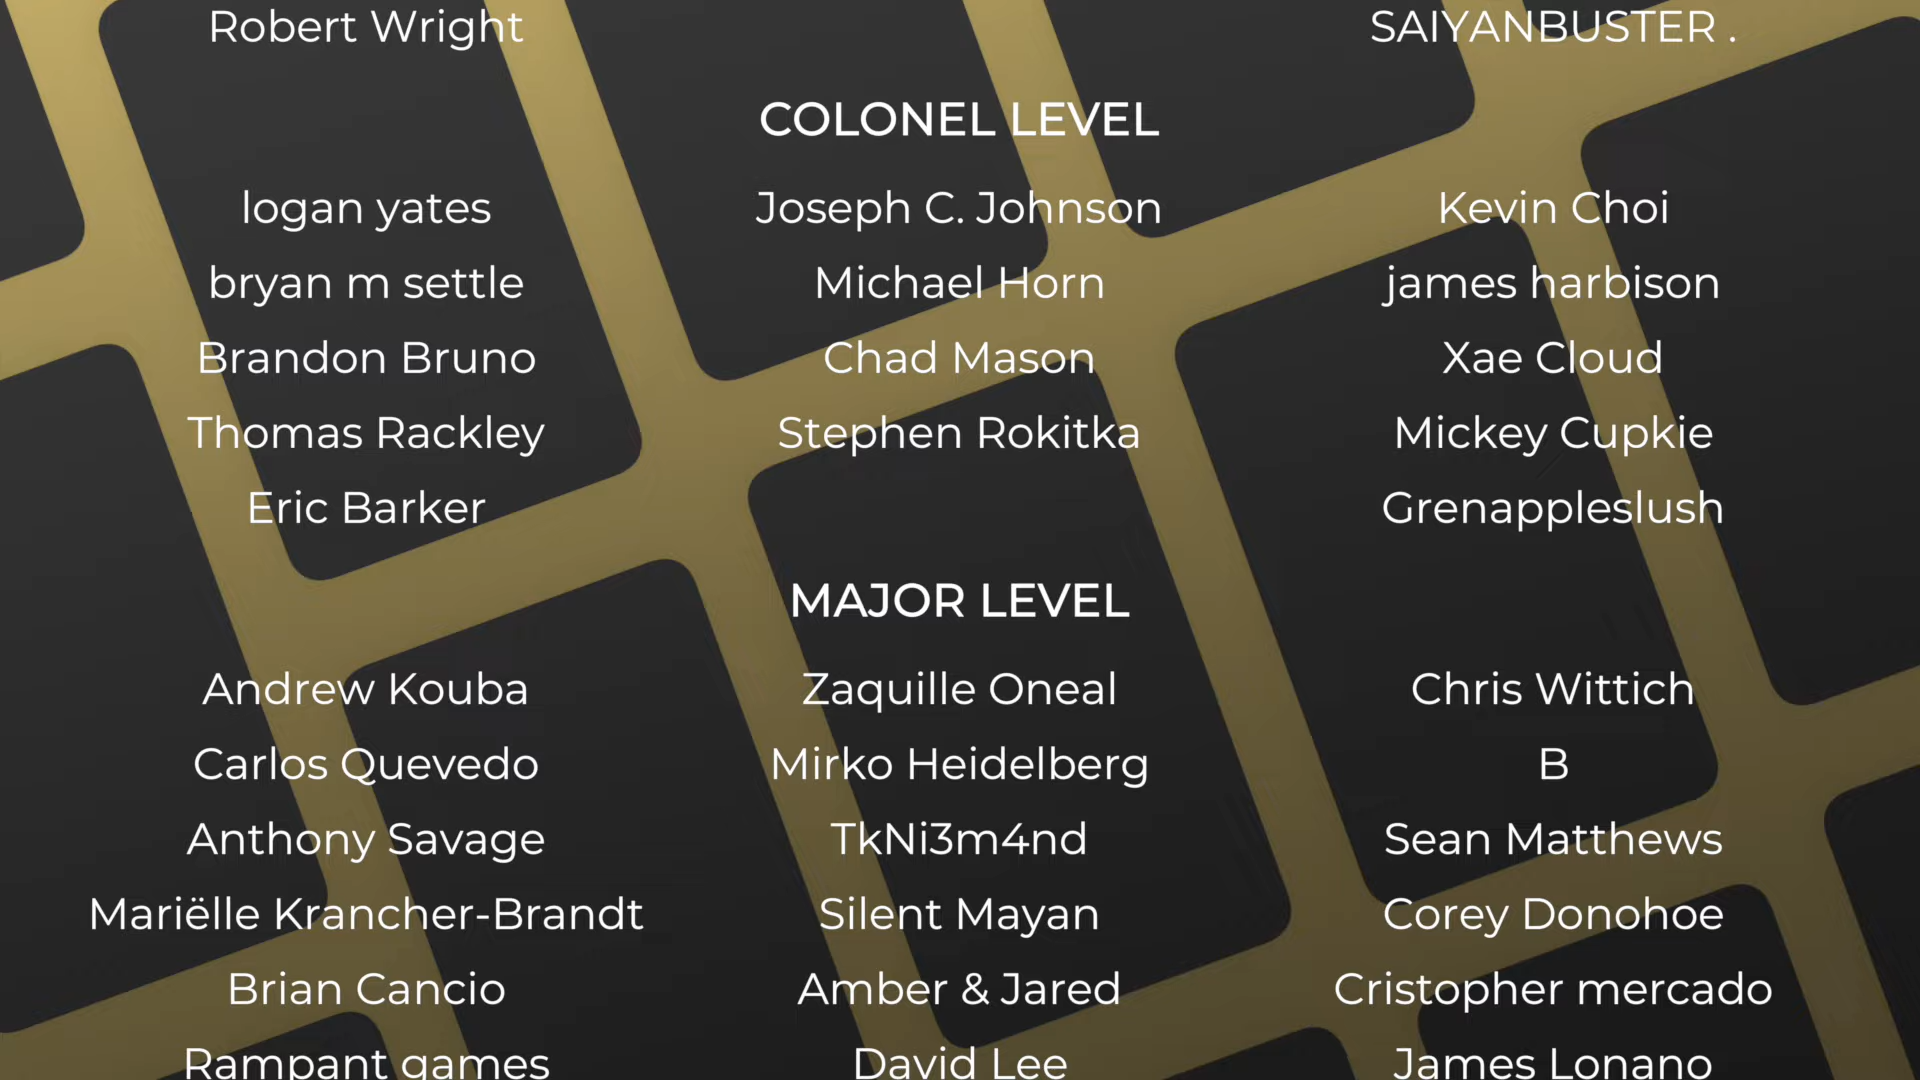 Robert Wright SAIYANBUSTER .
COLONEL LEVEL
logan yates Joseph C. Johnson Kevin Choi
bryan m settle Michael Horn james harbison
Brandon Bruno Chad Mason Xae Cloud
Thomas Rackley Stephen Rokitka Mickey Cupkie
Eric Barker Grenappleslush
MAJOR LEVEL
Andrew Kouba Zaquille Oneal Chris Wittich
Carlos Quevedo Mirko Heidelberg B
Anthony Savage TkNi3m4nd Sean Matthews
Mariëlle Krancher-Brandt Silent Mayan Corey Donohoe
Brian Cancio Amber & Jared Cristopher mercado
Rampant games David Lee James Lonano